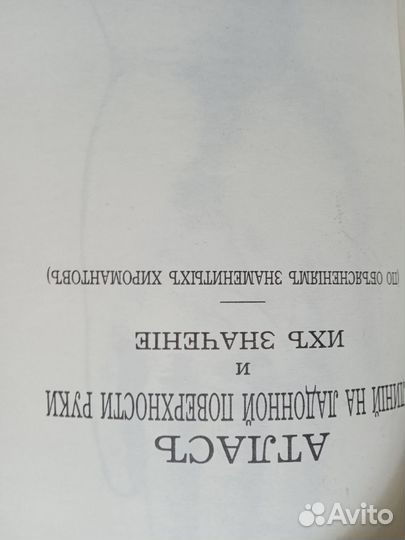 АТЛАСЪ
ЛИНІЙ НА ЛАДОННОЙ ПОВЕРХНОСТИ РУКИ
И
ИХЪ ЗНАЧЕНІЕ
(ПО ОБЪЯСНЕНІЯМЪ ЗНАМЕНИТЫХЪ ХИРОМАНТОВЪ)
Avito